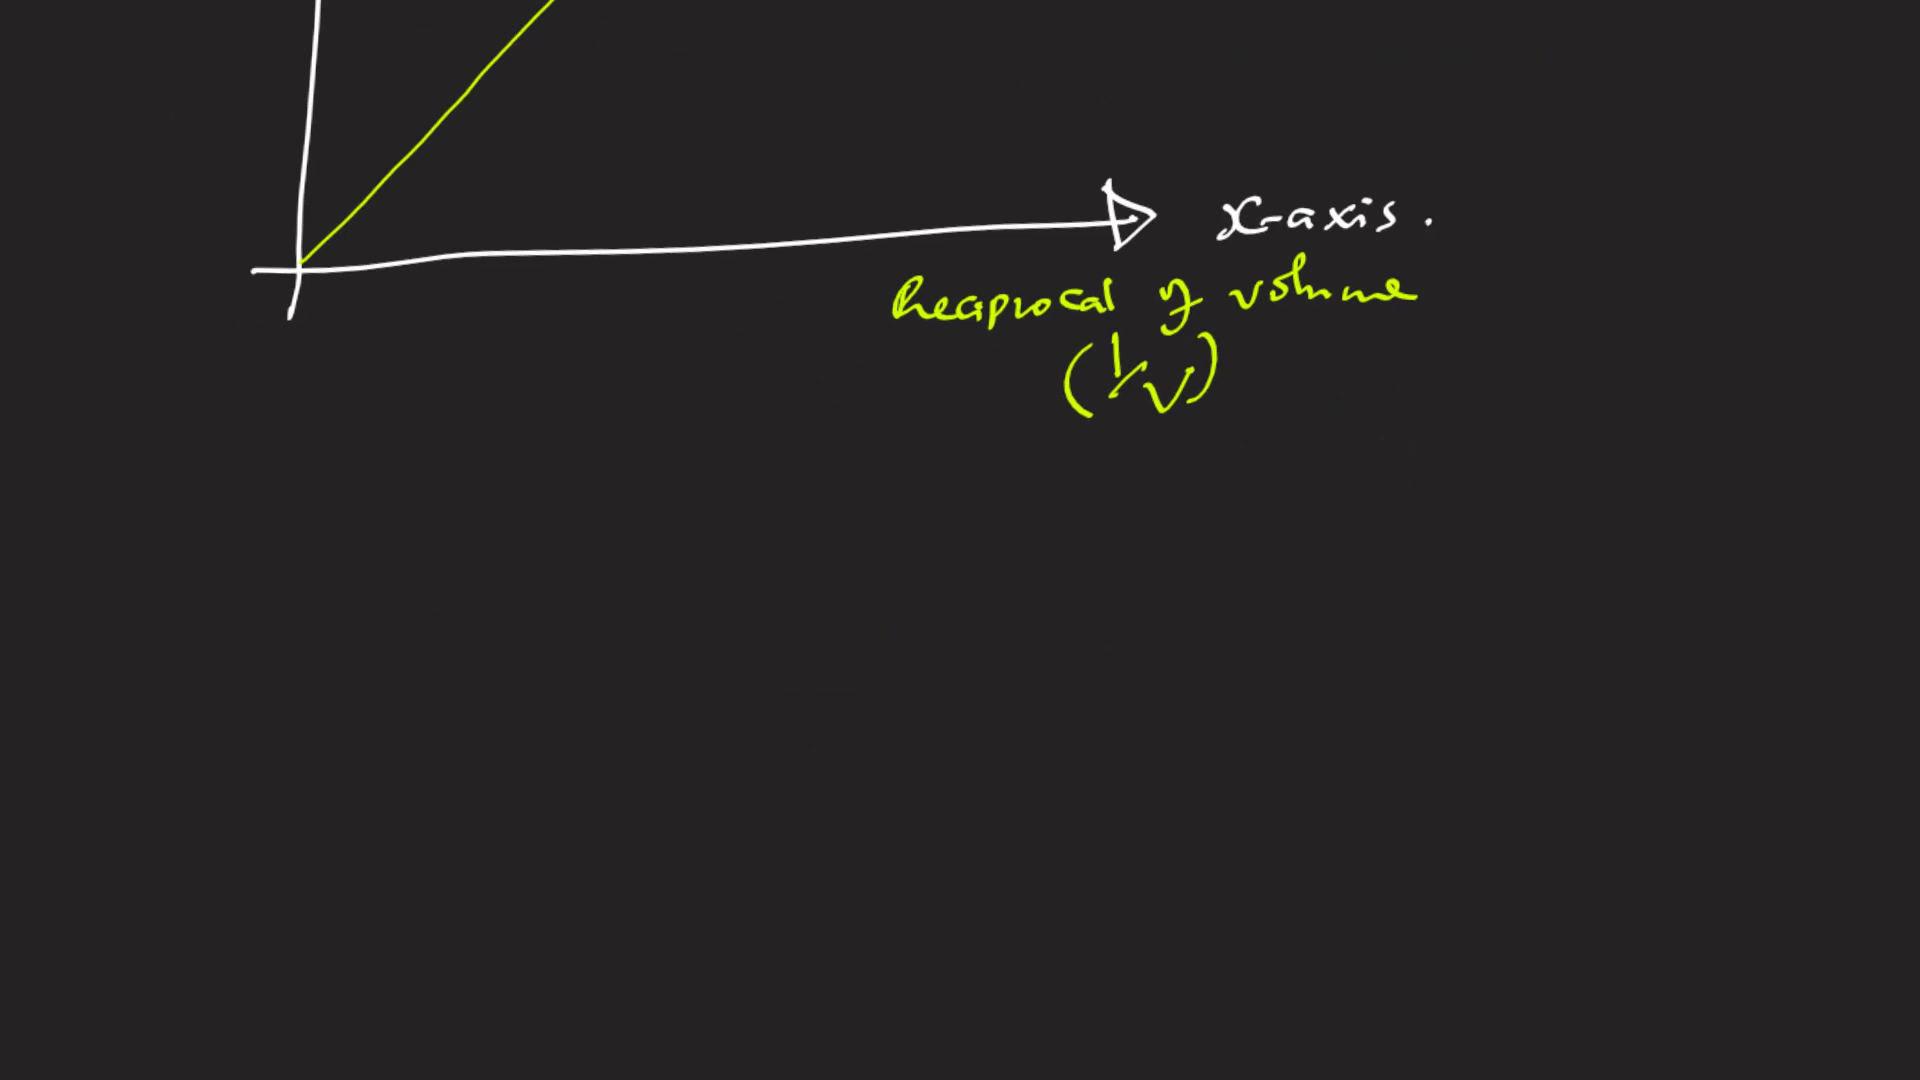 x-axis.
Reciprocal of volume
(1/V)